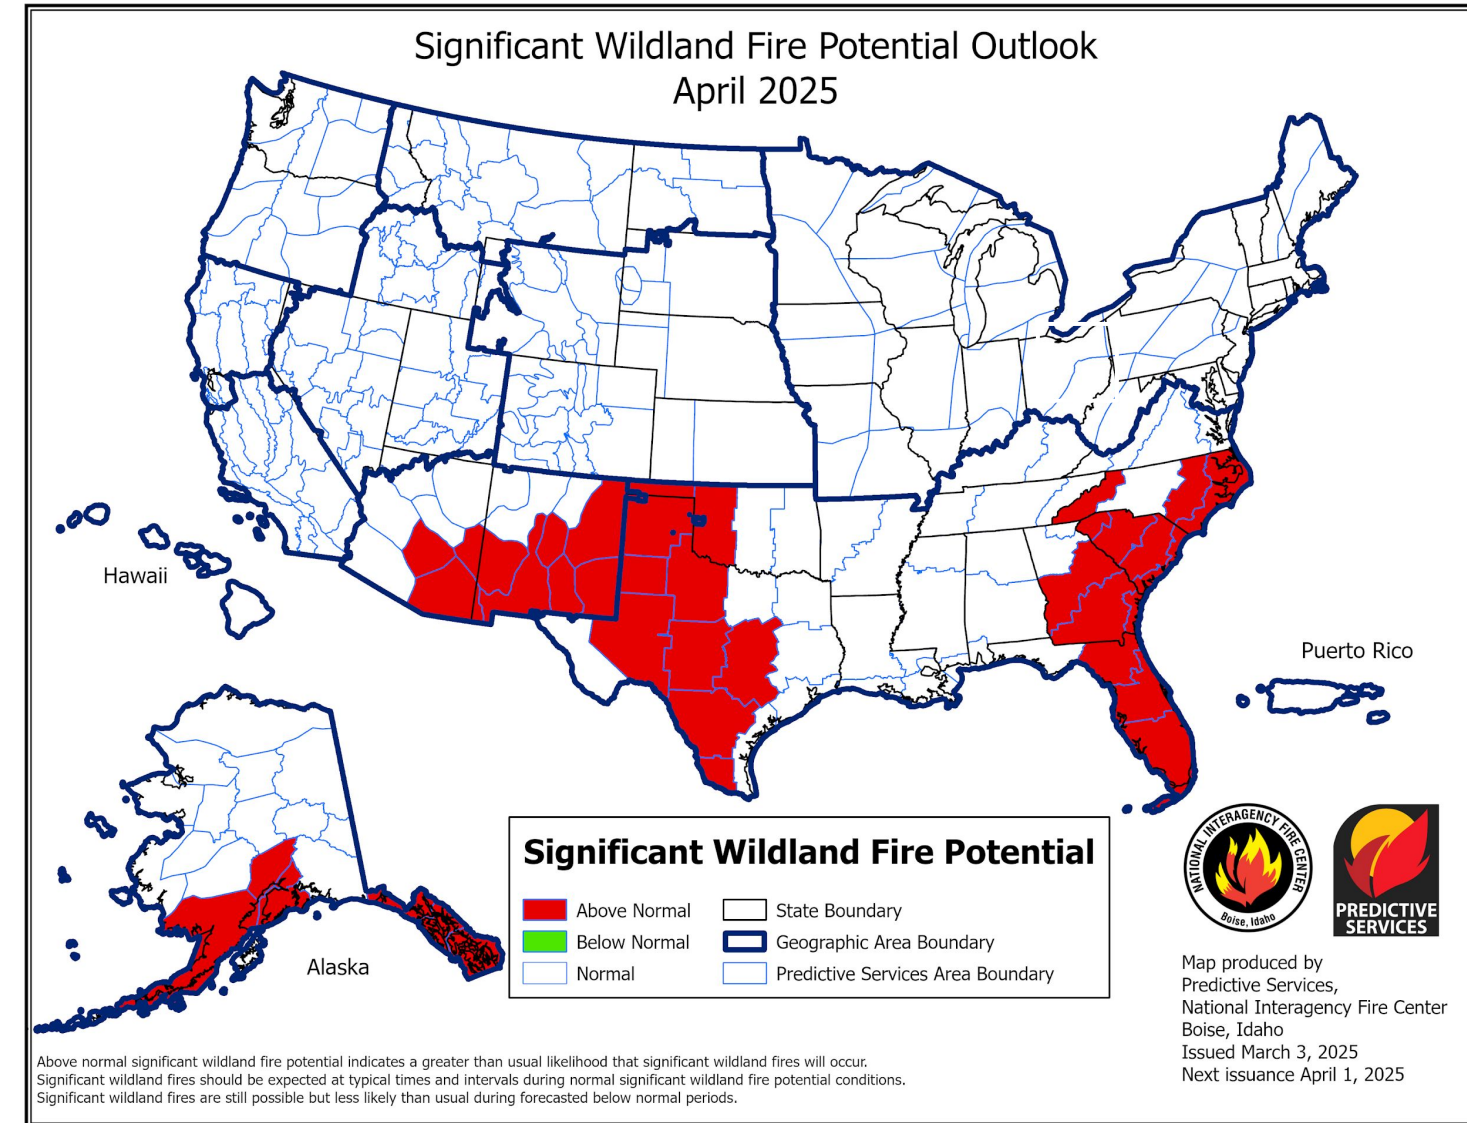 Significant Wildland Fire Potential Outlook
April 2025
Hawaii
Puerto Rico
Alaska
Significant Wildland Fire Potential
Above Normal
Below Normal
Normal
State Boundary
Geographic Area Boundary
Predictive Services Area Boundary
NATIONAL INTERAGENCY FIRE CENTER
Boise, Idaho
PREDICTIVE
SERVICES
Map produced by
Predictive Services,
National Interagency Fire Center
Boise, Idaho
Issued March 3, 2025
Next issuance April 1, 2025
Above normal significant wildland fire potential indicates a greater than usual likelihood that significant wildland fires will occur.
Significant wildland fires should be expected at typical times and intervals during normal significant wildland fire potential conditions.
Significant wildland fires are still possible but less likely than usual during forecasted below normal periods.